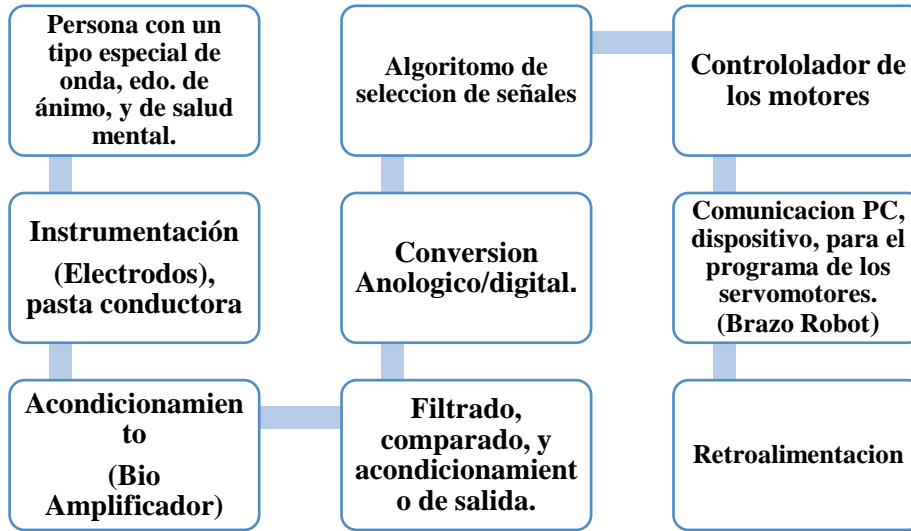 Persona con un
tipo especial de
onda, edo. de
ánimo, y de salud
mental.
Instrumentación
(Electrodos),
pasta conductora
Acondicionamien
to
(Bio
Amplificador)
Filtrado,
comparado, y
acondicionamient
o de salida.
Conversion
Anologico/digital.
Algoritomo de
seleccion de señales
Contrololador de
los motores
Comunicacion PC,
dispositivo, para el
programa de los
servomotores.
(Brazo Robot)
Retroalimentacion